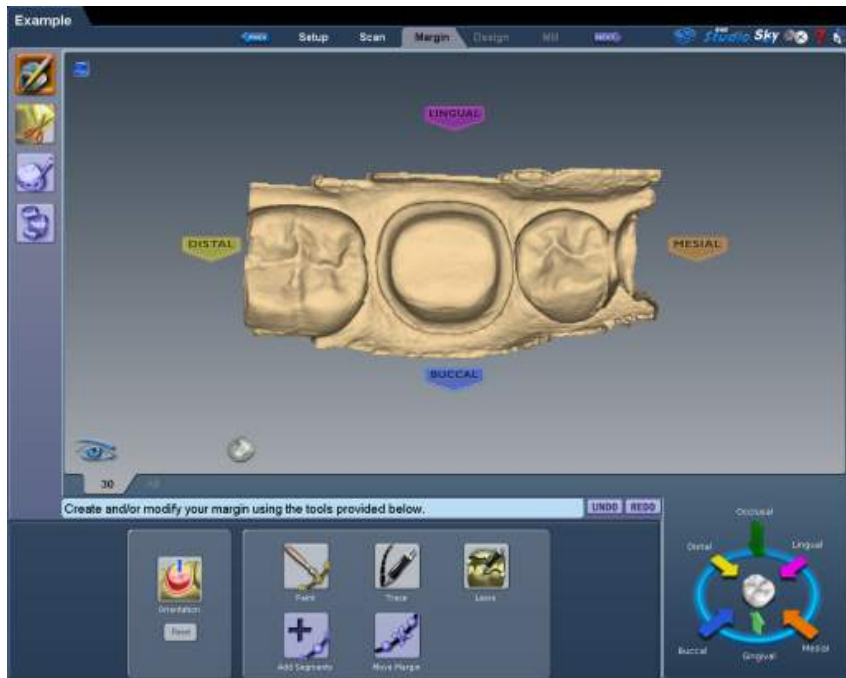 Example
PREV Setup Scan Margin Design Mill NEXT Studio Sky ?
LINGUAL
DISTAL
MESIAL
BUCCAL
30
Create and/or modify your margin using the tools provided below.
UNDO REDO
Occlusal
Distal
Lingual
Buccal
Gingival
Mesial
Orientation
Reset
Paint
Trace
Lasso
Add Segments
Move Margin